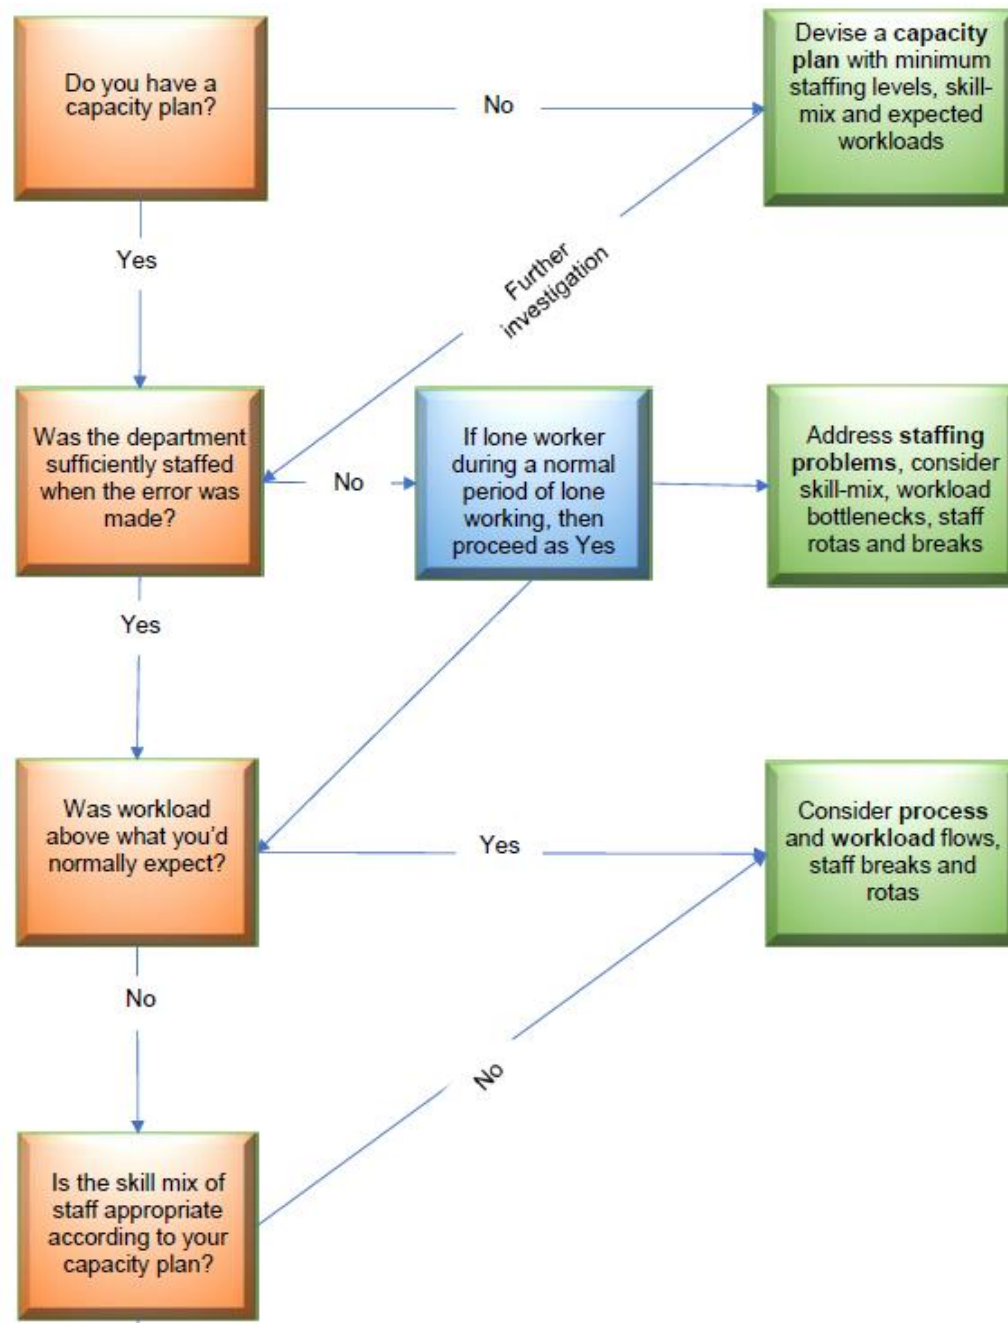 Do you have a
capacity plan?
No
Devise a capacity
plan with minimum
staffing levels, skill-
mix and expected
workloads
Yes
Further
investigation
Was the department
sufficiently staffed
when the error was
made?
No
If lone worker
during a normal
period of lone
working, then
proceed as Yes
Address staffing
problems, consider
skill-mix, workload
bottlenecks, staff
rotas and breaks
Yes
Was workload
above what you'd
normally expect?
Yes
Consider process
and workload flows,
staff breaks and
rotas
No
No
Is the skill mix of
staff appropriate
according to your
capacity plan?